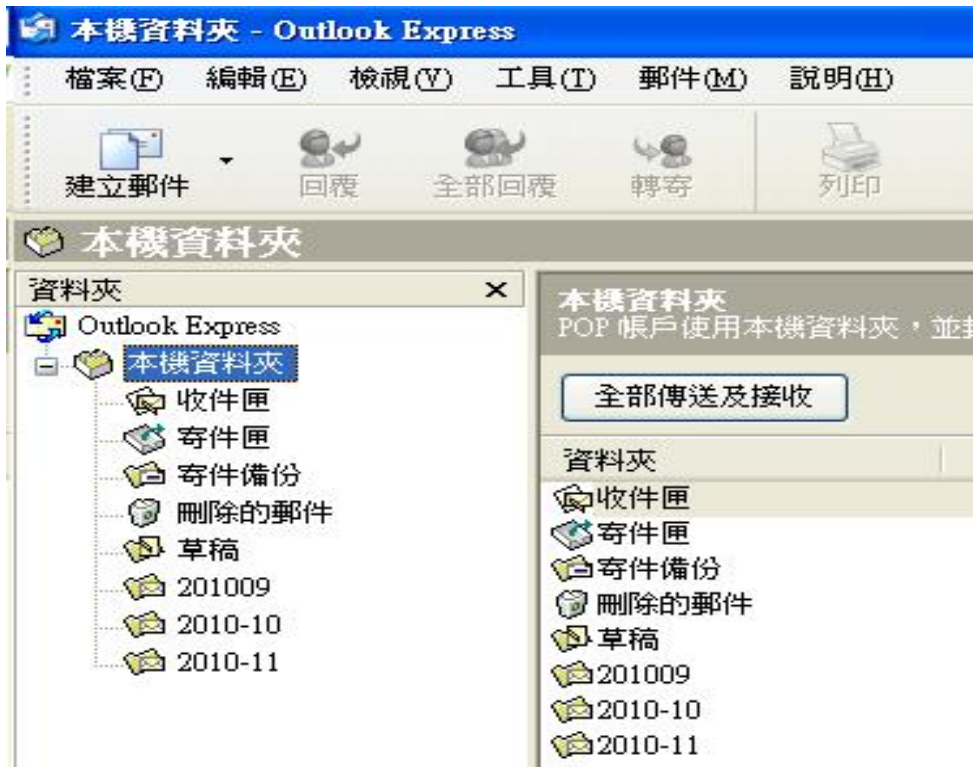 本機資料夾 - Outlook Express
檔案(F) 編輯(E) 檢視(V) 工具(T) 郵件(M) 說明(H)
建立郵件 回覆 全部回覆 轉寄 列印
本機資料夾
資料夾
Outlook Express
本機資料夾
收件匣
寄件匣
寄件備份
刪除的郵件
草稿
201009
2010-10
2010-11
本機資料夾
POP 帳戶使用本機資料夾，並
全部傳送及接收
資料夾
收件匣
寄件匣
寄件備份
刪除的郵件
草稿
201009
2010-10
2010-11